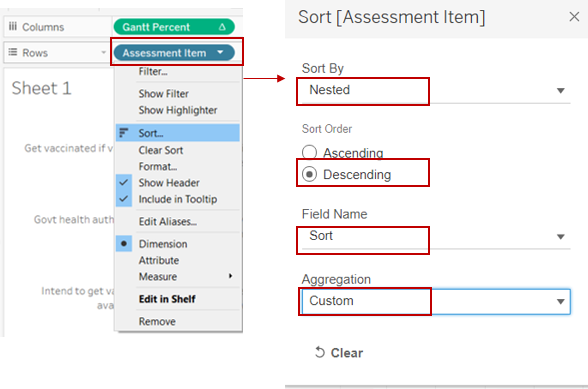 Columns
Gantt Percent
Rows
Assessment Item
Sheet 1
Get vaccinated if v
Govt health auth
Intend to get va
ava
Filter...
Show Filter
Show Highlighter
Sort...
Clear Sort
Format...
Show Header
Include in Tooltip
Edit Aliases...
Dimension
Attribute
Measure
Edit in Shelf
Remove
Sort [Assessment Item]
Sort By
Nested
Sort Order
Ascending
Descending
Field Name
Sort
Aggregation
Custom
Clear